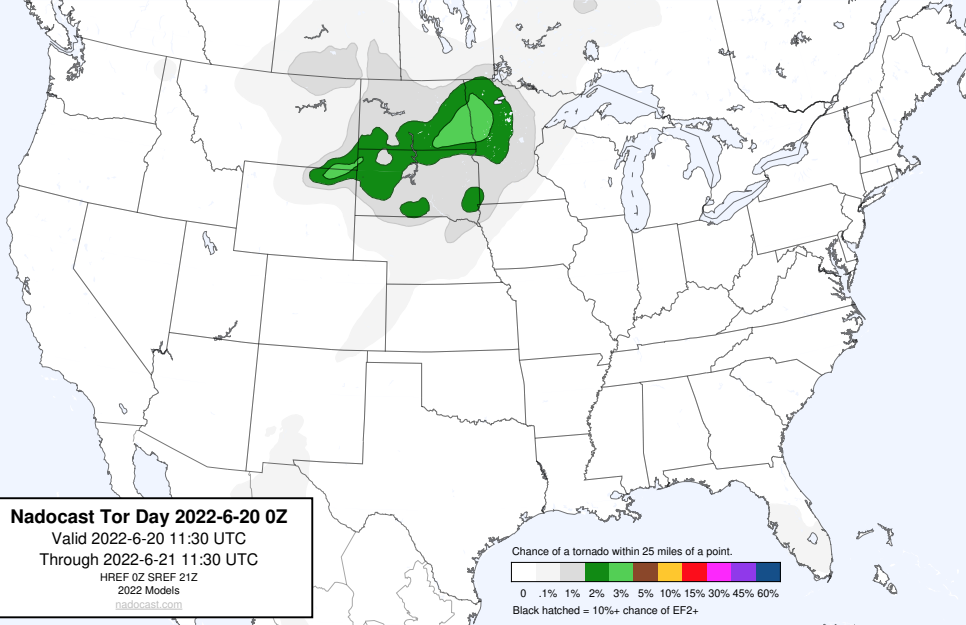 Nadocast Tor Day 2022-6-20 0Z
Valid 2022-6-20 11:30 UTC
Through 2022-6-21 11:30 UTC
HREF 0Z SREF 21Z
2022 Models
nadocast.com
Chance of a tornado within 25 miles of a point.
0 .1% 1% 2% 3% 5% 10% 15% 30% 45% 60%
Black hatched = 10%+ chance of EF2+